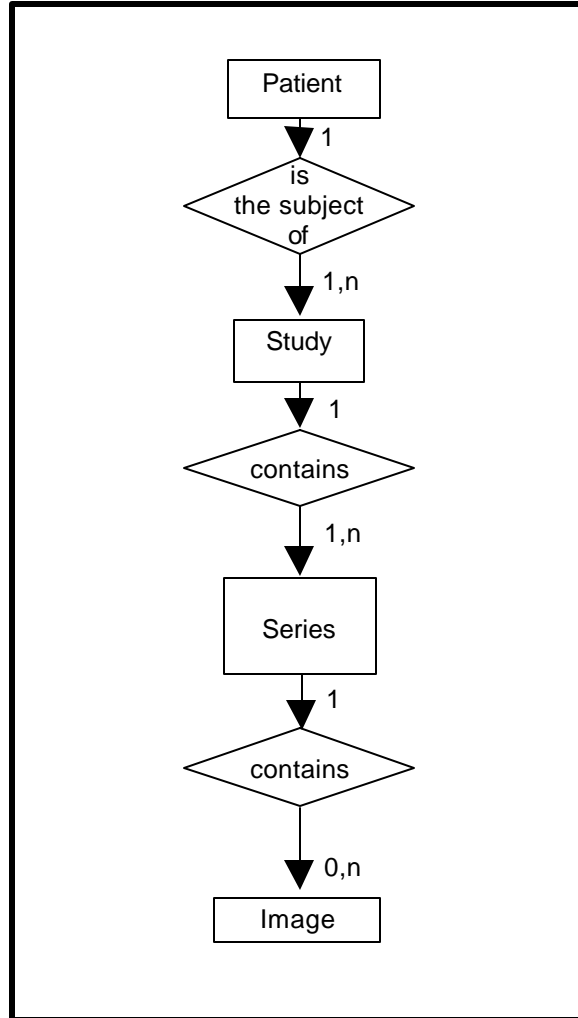 Patient
1
is
the subject
of
1,n
Study
1
contains
1,n
Series
1
contains
0,n
Image